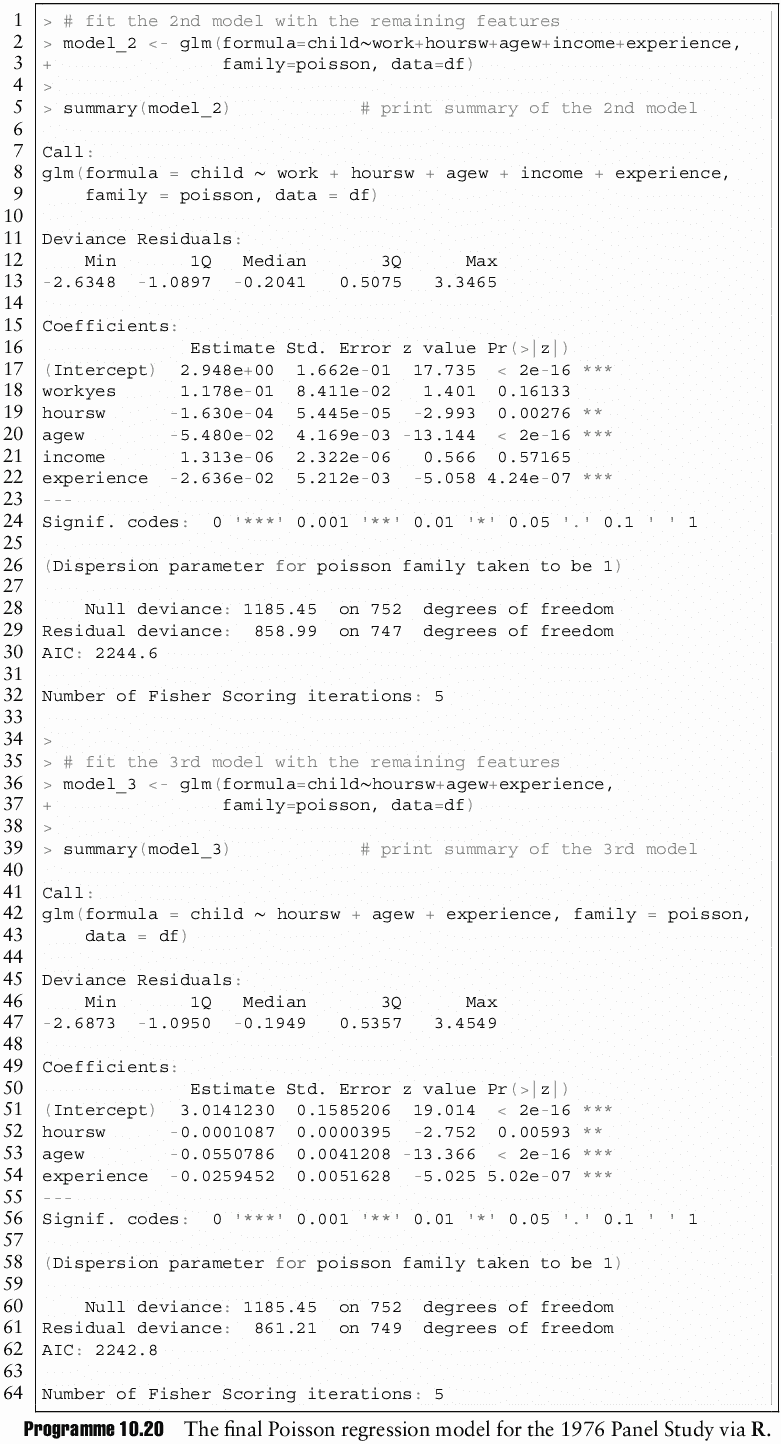 1 > # fit the 2nd model with the remaining features
2 > model_2 <- glm(formula=child~work+hoursw+agew+income+experience,
3 +                family=poisson, data=df)
4 >
5 > summary(model_2)            # print summary of the 2nd model
6
7 Call:
8 glm(formula = child ~ work + hoursw + agew + income + experience,
9     family = poisson, data = df)
10
11 Deviance Residuals:
12     Min       1Q   Median       3Q      Max
13 -2.6348  -1.0897  -0.2041   0.5075   3.3465
14
15 Coefficients:
16               Estimate Std. Error z value Pr(>|z|)
17 (Intercept)  2.948e+00  1.662e-01  17.735  < 2e-16 ***
18 workyes      1.178e-01  8.411e-02   1.401  0.16133
19 hoursw      -1.630e-04  5.445e-05  -2.993  0.00276 **
20 agew        -5.480e-02  4.169e-03 -13.144  < 2e-16 ***
21 income       1.313e-06  2.322e-06   0.566  0.57165
22 experience  -2.636e-02  5.212e-03  -5.058 4.24e-07 ***
23 ---
24 Signif. codes:  0 '***' 0.001 '**' 0.01 '*' 0.05 '.' 0.1 ' ' 1
25
26 (Dispersion parameter for poisson family taken to be 1)
27
28     Null deviance: 1185.45  on 752  degrees of freedom
29 Residual deviance:  858.99  on 747  degrees of freedom
30 AIC: 2244.6
31
32 Number of Fisher Scoring iterations: 5
33
34 >
35 > # fit the 3rd model with the remaining features
36 > model_3 <- glm(formula=child~hoursw+agew+experience,
37 +                family=poisson, data=df)
38 >
39 > summary(model_3)            # print summary of the 3rd model
40
41 Call:
42 glm(formula = child ~ hoursw + agew + experience, family = poisson,
43     data = df)
44
45 Deviance Residuals:
46     Min       1Q   Median       3Q      Max
47 -2.6873  -1.0950  -0.1949   0.5357   3.4549
48
49 Coefficients:
50               Estimate Std. Error z value Pr(>|z|)
51 (Intercept)  3.0141230  0.1585206  19.014  < 2e-16 ***
52 hoursw      -0.0001087  0.0000395  -2.752  0.00593 **
53 agew        -0.0550786  0.0041208 -13.366  < 2e-16 ***
54 experience  -0.0259452  0.0051628  -5.025 5.02e-07 ***
55 ---
56 Signif. codes:  0 '***' 0.001 '**' 0.01 '*' 0.05 '.' 0.1 ' ' 1
57
58 (Dispersion parameter for poisson family taken to be 1)
59
60     Null deviance: 1185.45  on 752  degrees of freedom
61 Residual deviance:  861.21  on 749  degrees of freedom
62 AIC: 2242.8
63
64 Number of Fisher Scoring iterations: 5
Programme 10.20 The final Poisson regression model for the 1976 Panel Study via R.